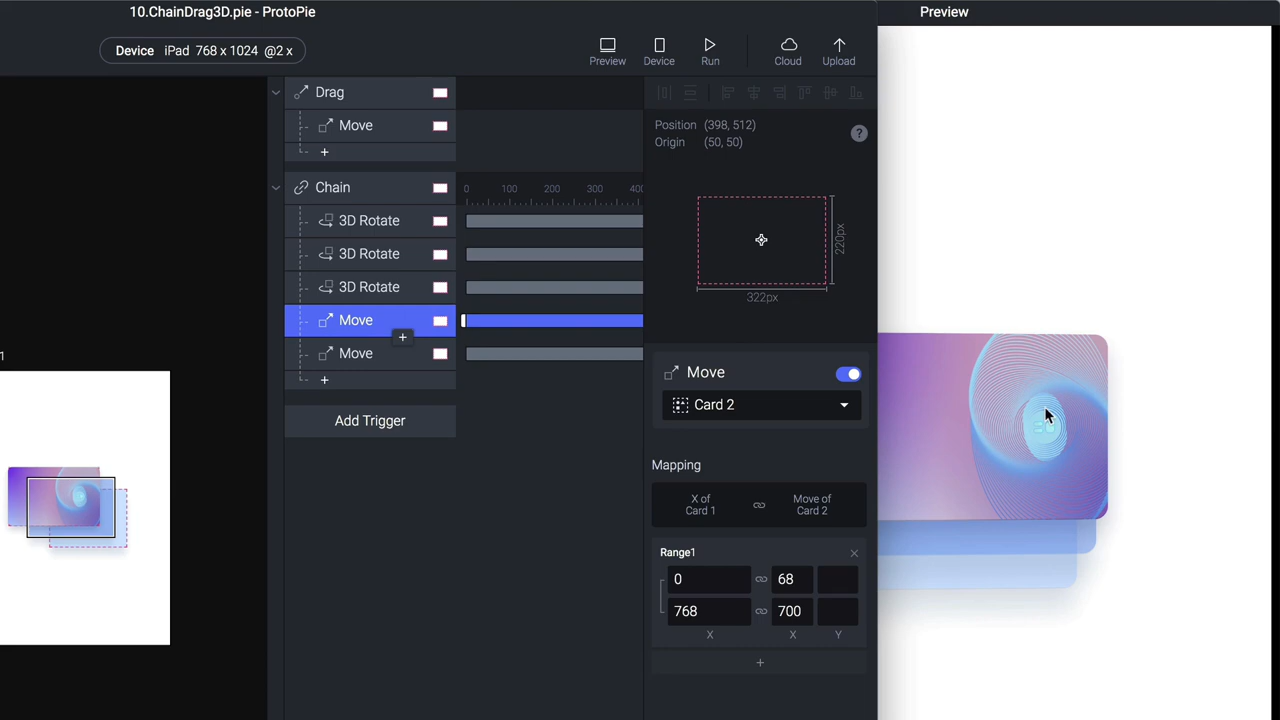 10.ChainDrag3D.pie - ProtoPie
Preview
Device iPad 768 x 1024 @2 x
Preview
Device
Run
Cloud
Upload
Drag
Move
+
Chain
0 100 200 300 400
3D Rotate
3D Rotate
3D Rotate
Move
+
Move
+
Add Trigger
1
Position (398, 512)
Origin (50, 50)
?
220px
322px
Move
Card 2
Mapping
X of
Card 1
Move of
Card 2
Range1
0 68
768 700
X X Y
+